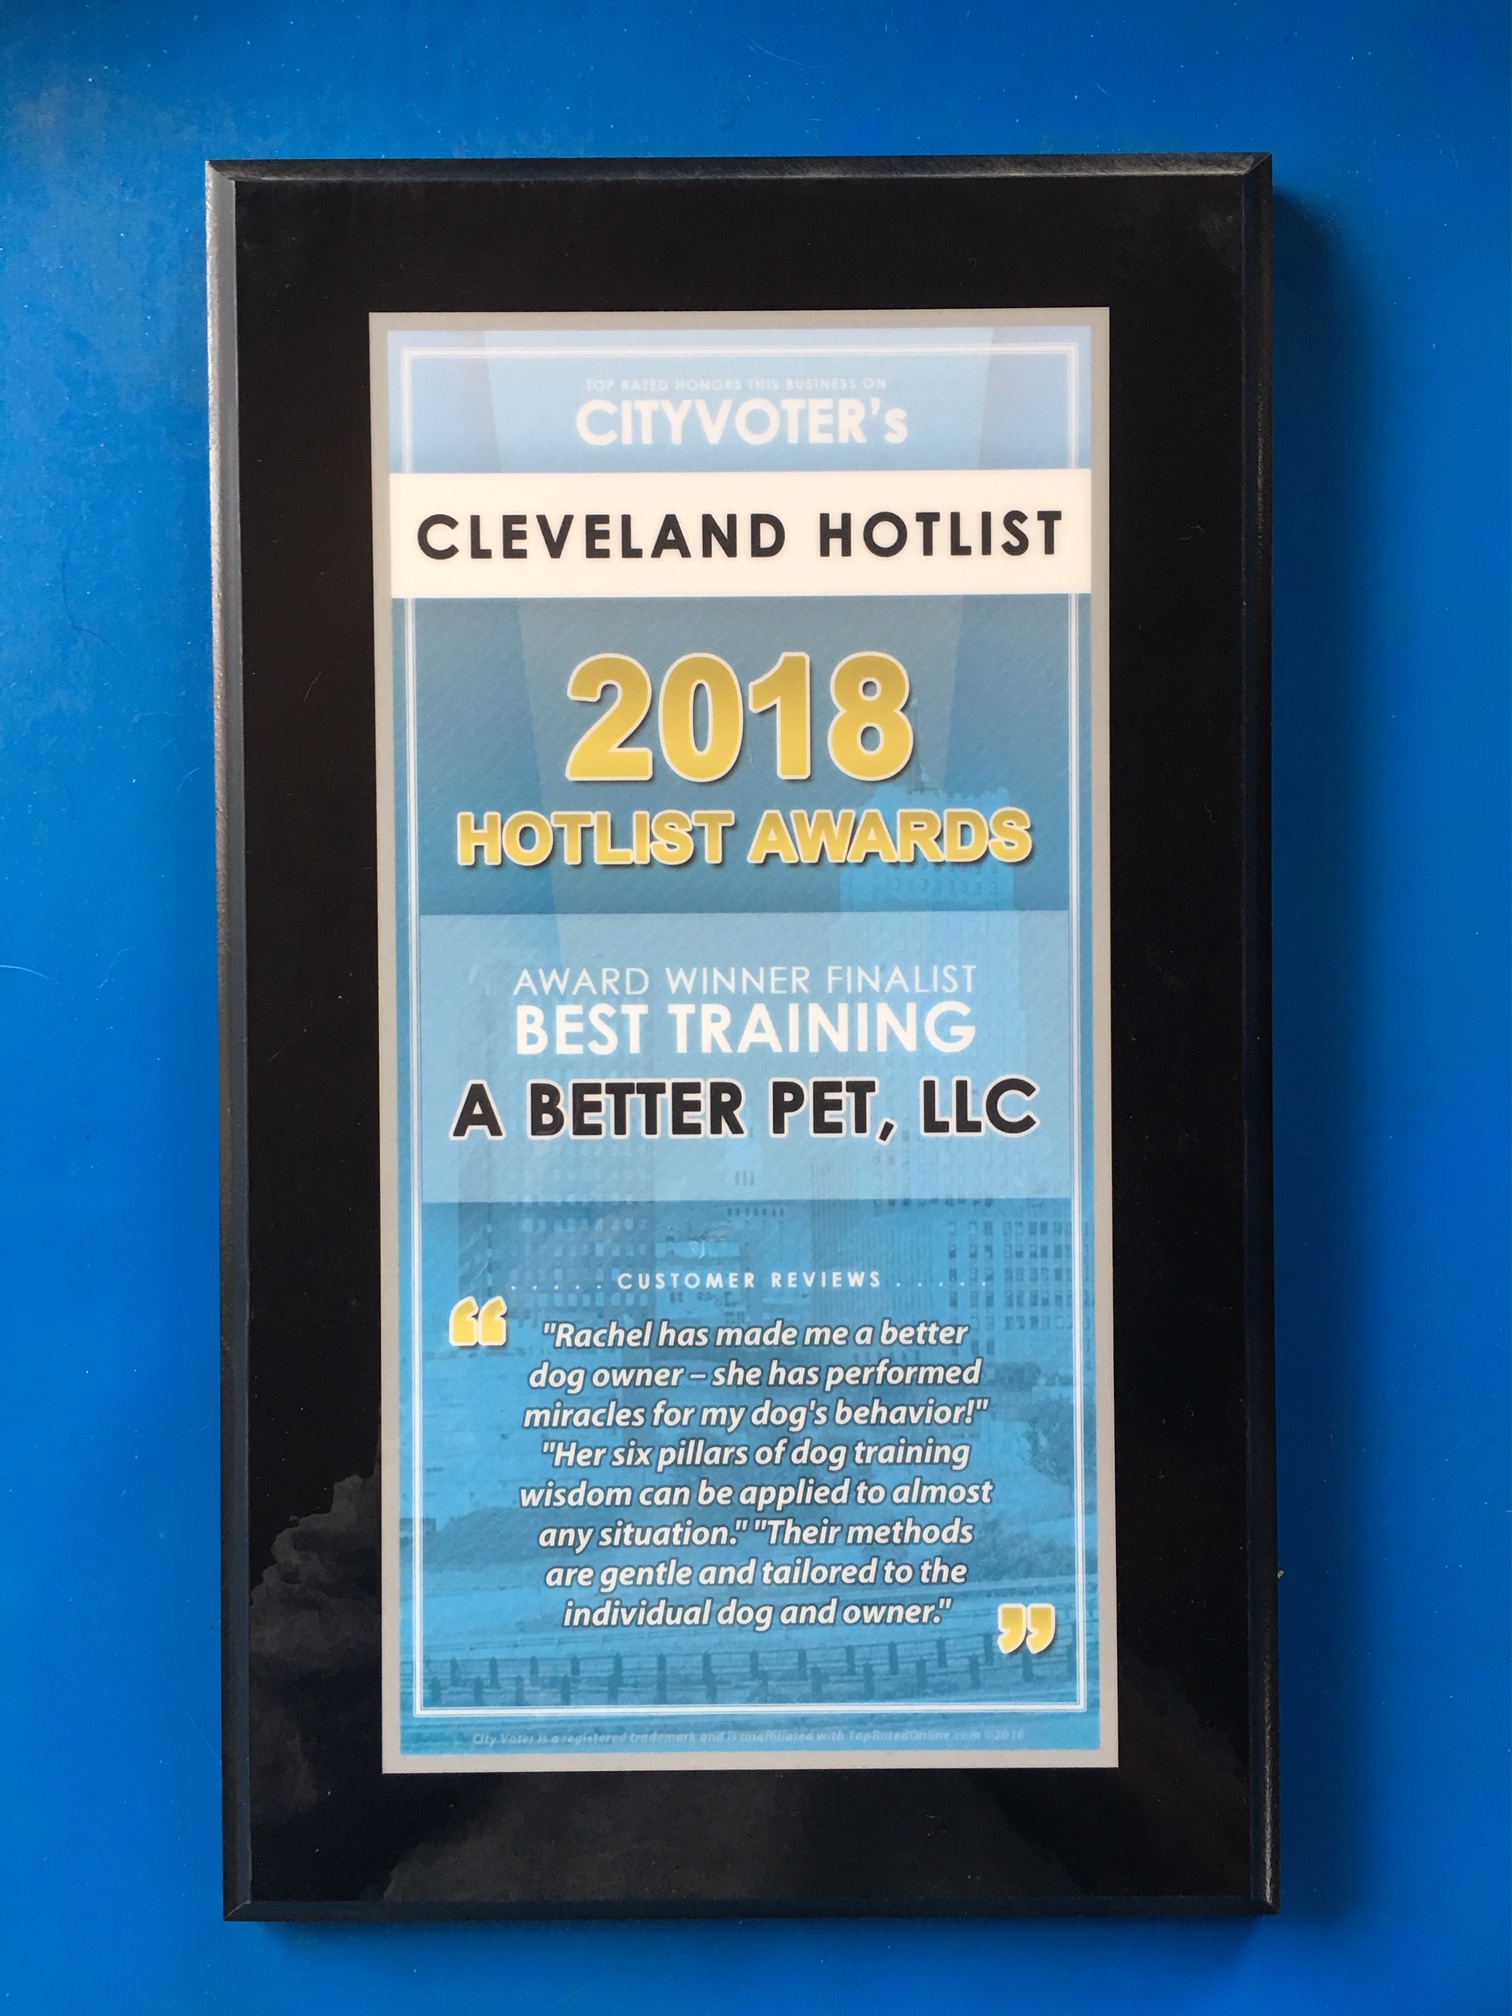 TOP RATED HONORS THIS BUSINESS ON
CITYVOTER's
CLEVELAND HOTLIST
2018
HOTLIST AWARDS
AWARD WINNER FINALIST
BEST TRAINING
A BETTER PET, LLC
. . . . . CUSTOMER REVIEWS . . . . .
“ "Rachel has made me a better
dog owner – she has performed
miracles for my dog's behavior!"
"Her six pillars of dog training
wisdom can be applied to almost
any situation." "Their methods
are gentle and tailored to the
individual dog and owner." ”
City Voter is a registered trademark and is unaffiliated with TopRatedOnline.com ©2016